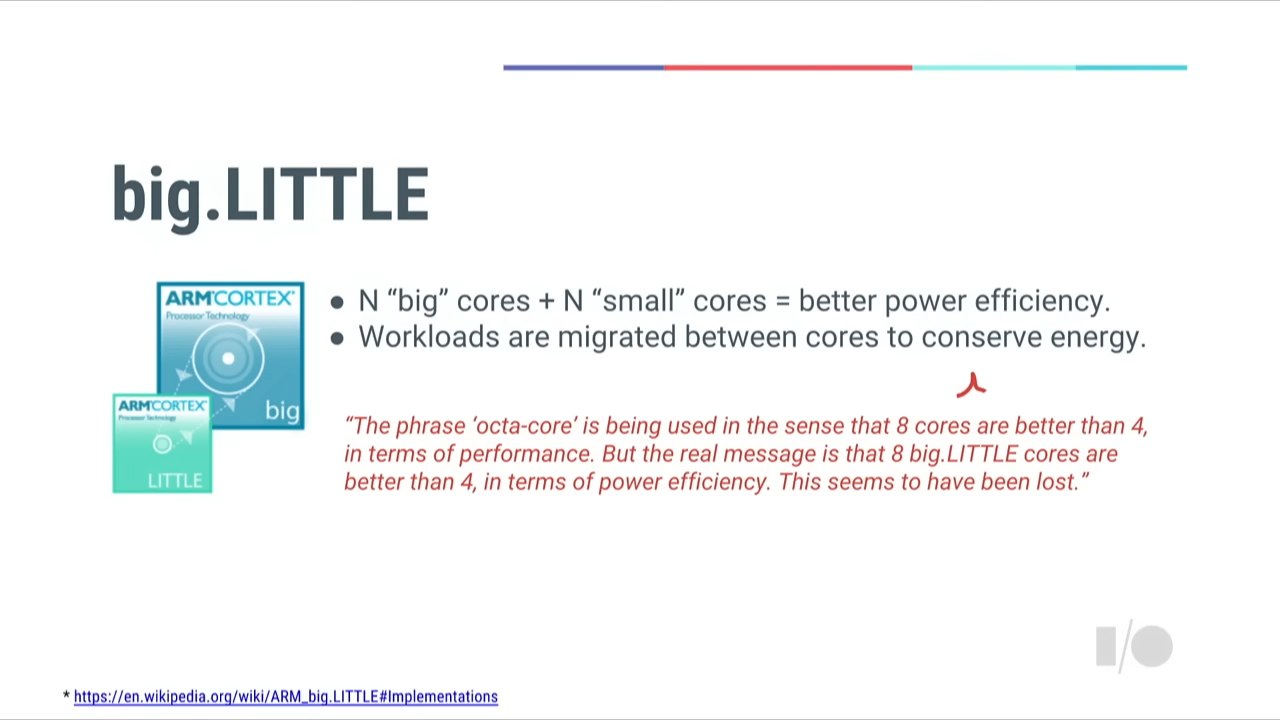 big.LITTLE
ARM®CORTEX®
Processor Technology
big
ARM®CORTEX®
Processor Technology
LITTLE
● N “big” cores + N “small” cores = better power efficiency.
● Workloads are migrated between cores to conserve energy.
“The phrase ‘octa-core’ is being used in the sense that 8 cores are better than 4,
in terms of performance. But the real message is that 8 big.LITTLE cores are
better than 4, in terms of power efficiency. This seems to have been lost.”
I/O
* https://en.wikipedia.org/wiki/ARM_big.LITTLE#Implementations